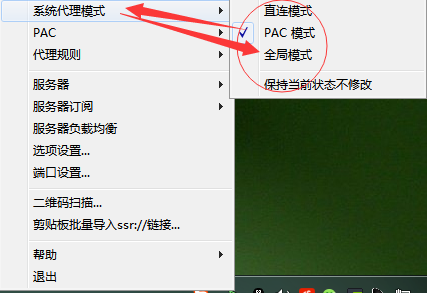 系统代理模式
PAC
代理规则
服务器
服务器订阅
服务器负载均衡
选项设置...
端口设置...
二维码扫描...
剪贴板批量导入ssr://链接...
帮助
退出
直连模式
PAC 模式
全局模式
保持当前状态不修改